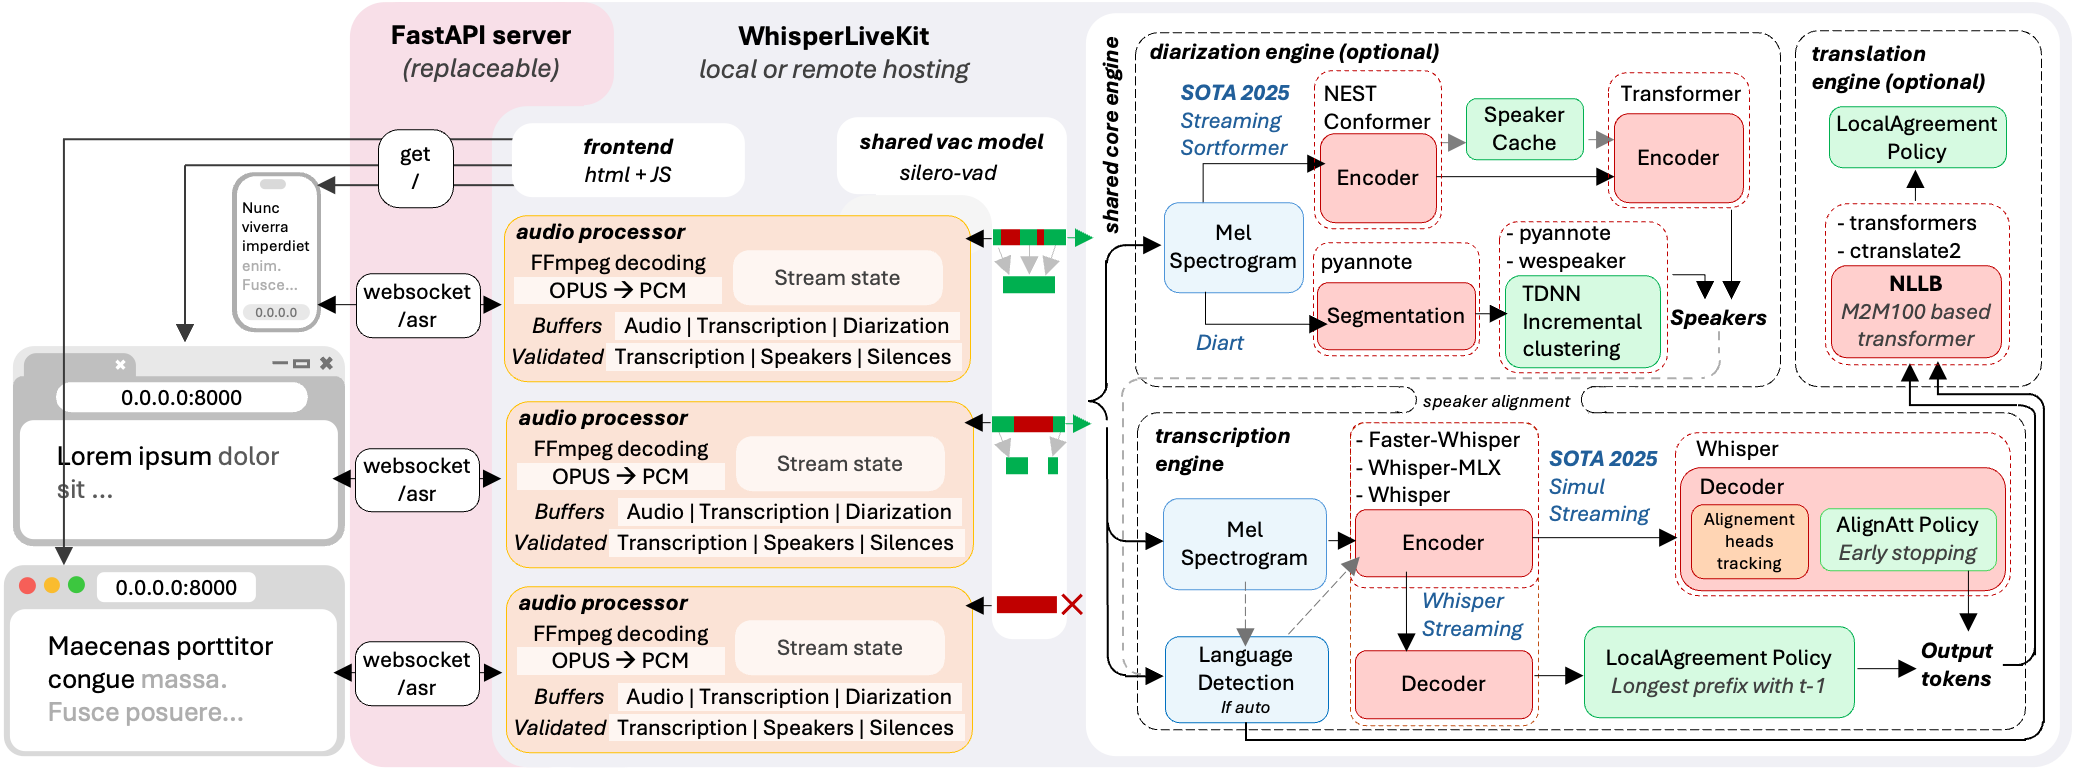 FastAPI server
(replaceable)
WhisperLiveKit
local or remote hosting
get
/
frontend
html + JS
shared vac model
silero-vad
Nunc
viverra
imperdiet
enim.
Fusce...
0.0.0.0
websocket
/asr
audio processor
FFmpeg decoding
OPUS → PCM
Stream state
Buffers Audio | Transcription | Diarization
Validated Transcription | Speakers | Silences
0.0.0.0:8000
Lorem ipsum dolor
sit ...
websocket
/asr
audio processor
FFmpeg decoding
OPUS → PCM
Stream state
Buffers Audio | Transcription | Diarization
Validated Transcription | Speakers | Silences
0.0.0.0:8000
Maecenas porttitor
congue massa.
Fusce posuere...
websocket
/asr
audio processor
FFmpeg decoding
OPUS → PCM
Stream state
Buffers Audio | Transcription | Diarization
Validated Transcription | Speakers | Silences
shared core engine
diarization engine (optional)
SOTA 2025
Streaming
Sortformer
NEST
Conformer
Encoder
Speaker
Cache
Transformer
Encoder
Mel
Spectrogram
Diart
pyannote
Segmentation
- pyannote
- wespeaker
TDNN
Incremental
clustering
Speakers
translation
engine (optional)
LocalAgreement
Policy
- transformers
- ctranslate2
NLLB
M2M100 based
transformer
speaker alignment
transcription
engine
Mel
Spectrogram
Language
Detection
If auto
- Faster-Whisper
- Whisper-MLX
- Whisper
Encoder
Whisper
Streaming
Decoder
SOTA 2025
Simul
Streaming
Whisper
Decoder
Alignement
heads
tracking
AlignAtt Policy
Early stopping
LocalAgreement Policy
Longest prefix with t-1
Output
tokens